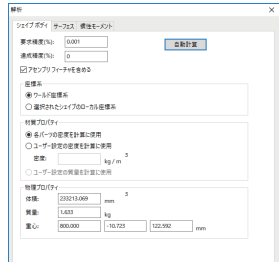 解析
シェイプ ボディ サーフェス 慣性モーメント
要求精度(%): 0.001 自動計算
達成精度(%): 0
アセンブリ フィーチャを含める
座標系
ワールド座標系
選択されたシェイプのローカル座標系
材質プロパティ
各パーツの密度を計算に使用
ユーザー設定の密度を計算に使用
密度: kg / m 3
ユーザー設定の質量を計算に使用
物理プロパティ
体積: 233213.069 mm 3
質量: 1.633 kg
重心: 800.000 -10.723 122.592 mm